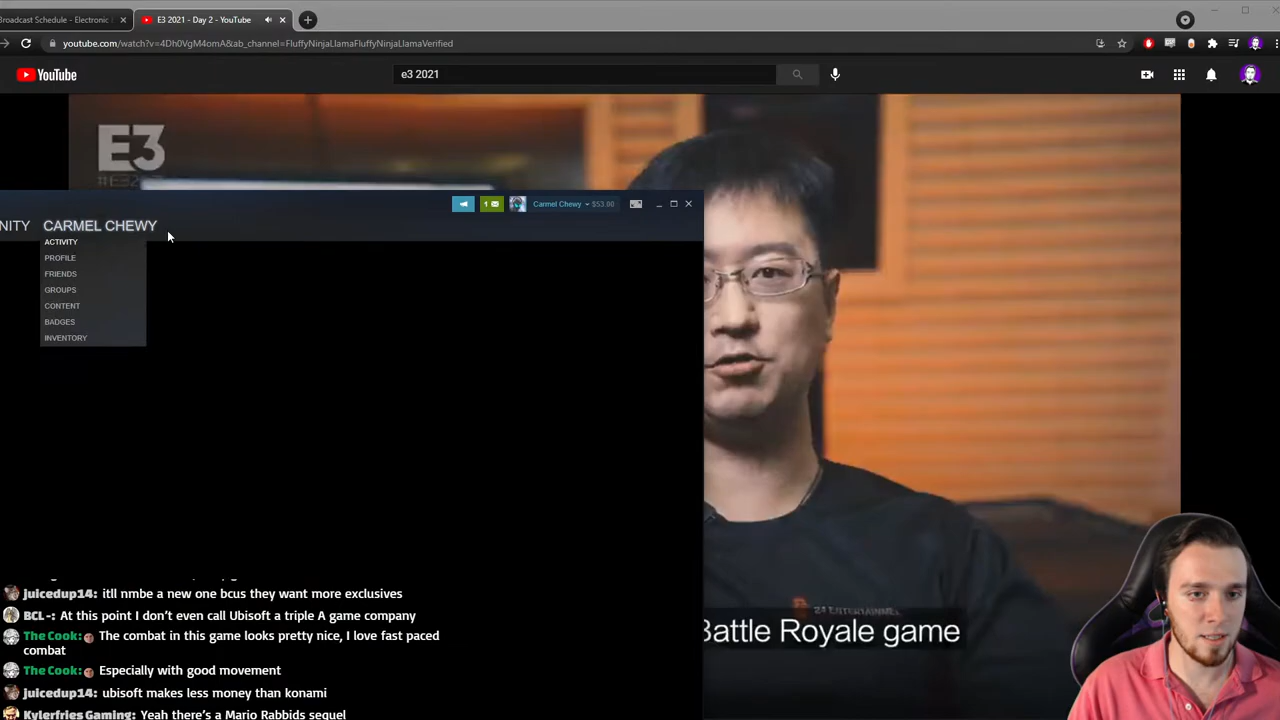 Broadcast Schedule - Electronic
E3 2021 - Day 2 - YouTube
youtube.com/watch?v=4Dh0VgM4omA&ab_channel=FluffyNinjaLlamaFluffyNinjaLlamaVerified
YouTube
e3 2021
E3
1
Carmel Chewy
$53.60
NITY
CARMEL CHEWY
ACTIVITY
PROFILE
FRIENDS
GROUPS
CONTENT
BADGES
INVENTORY
24 ENTERTAINMENT
Battle Royale game
juicedup14: itll nmbe a new one bcus they want more exclusives
BCL -: At this point I don't even call Ubisoft a triple A game company
The Cook: The combat in this game looks pretty nice, I love fast paced
combat
The Cook: Especially with good movement
juicedup14: ubisoft makes less money than konami
Kylerfries Gaming: Yeah there's a Mario Rabbids sequel